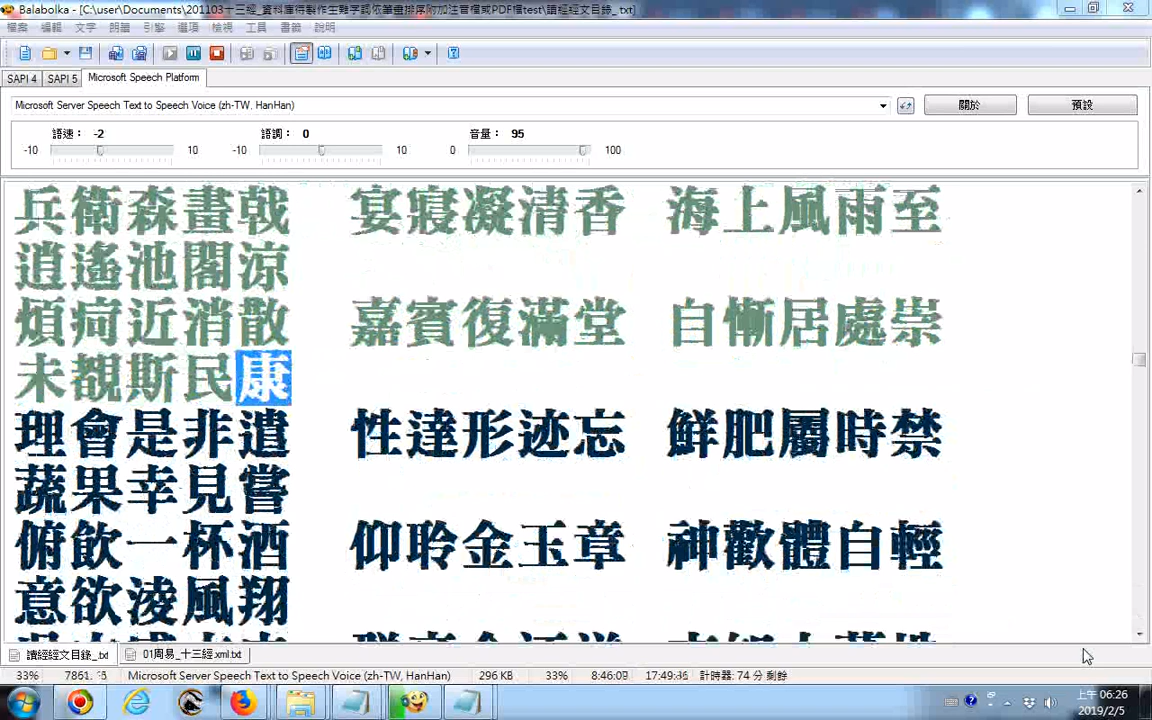 Balabolka - [C:\user\Documents\201103十三經_資料庫待製作生難字詞依筆畫排序附加注音檔或PDF檔test\讀經經文目錄_.txt]
檔案 編輯 文字 朗讀 引擎 選項 檢視 工具 書籤 說明
SAPI 4 SAPI 5 Microsoft Speech Platform
Microsoft Server Speech Text to Speech Voice (zh-TW, HanHan) 關於 預設
語速： -2 語調： 0 音量： 95
-10 10 -10 10 0 100
兵衛森畫戟 宴寢凝清香 海上風雨至
逍遙池閣涼
煩疴近消散 嘉賓復滿堂 自慚居處崇
未覩斯民康
理會是非遣 性達形迹忘 鮮肥屬時禁
蔬果幸見嘗
俯飲一杯酒 仰聆金玉章 神歡體自輕
意欲淩風翔
讀經經文目錄_.txt 01周易_十三經.xml.txt
33% Microsoft Server Speech Text to Speech Voice (zh-TW, HanHan) 296 KB 33% 計時器: 74 分 剩餘
上午 06:26
2019/2/5